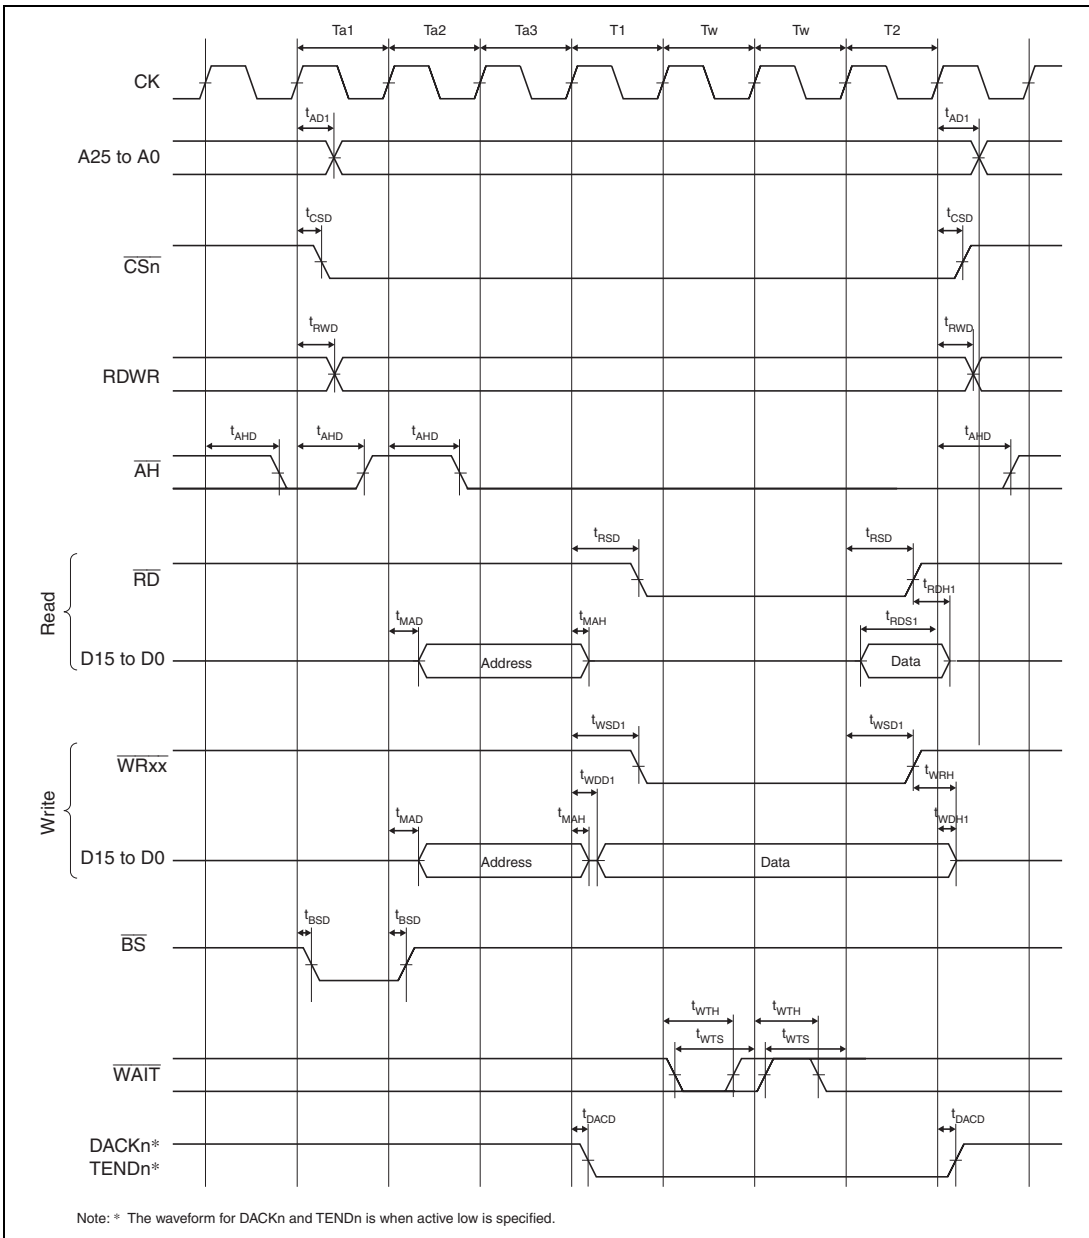 Ta1 Ta2 Ta3 T1 Tw Tw T2
CK
tAD1 tAD1
A25 to A0
tCSD tCSD
CSn
tRWD tRWD
RDWR
tAHD tAHD tAHD tAHD
AH
Read
tRSD tRSD
RD
tRDH1
tMAD tMAH tRDS1
D15 to D0 Address Data
Write
tWSD1 tWSD1
WRxx
tWDD1 tWRH
tMAD tMAH tWDH1
D15 to D0 Address Data
tBSD tBSD
BS
tWTH tWTH
tWTS tWTS
WAIT
tDACD tDACD
DACKn*
TENDn*
Note: * The waveform for DACKn and TENDn is when active low is specified.